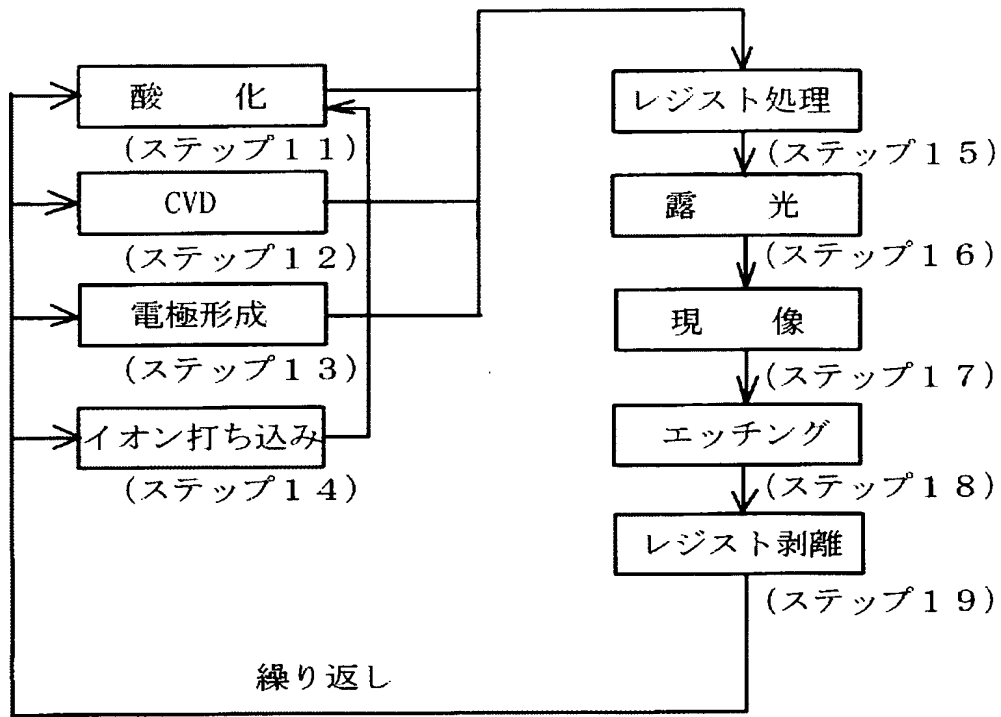 酸　化
(ステップ１１)
CVD
(ステップ１２)
電極形成
(ステップ１３)
イオン打ち込み
(ステップ１４)
レジスト処理
(ステップ１５)
露　光
(ステップ１６)
現　像
(ステップ１７)
エッチング
(ステップ１８)
レジスト剥離
(ステップ１９)
繰り返し